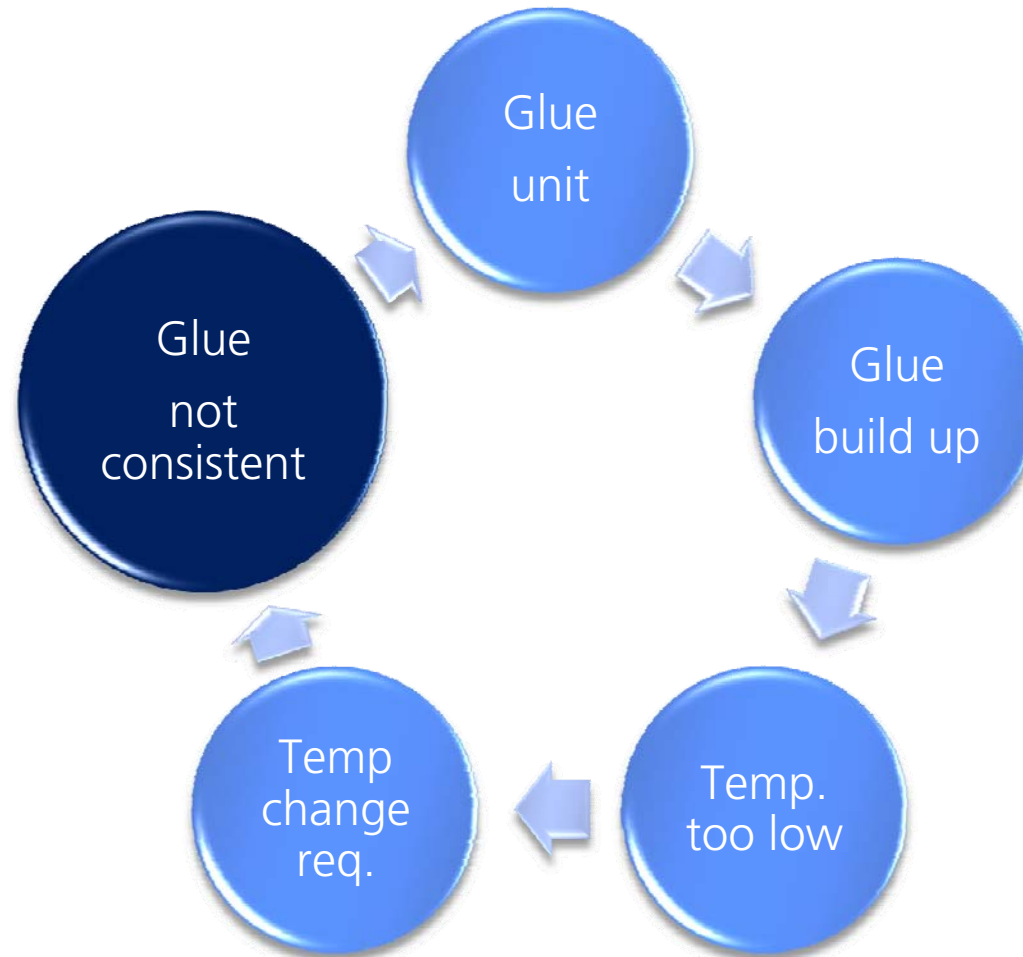 Glue
unit
Glue
build up
Temp.
too low
Temp
change
req.
Glue
not
consistent